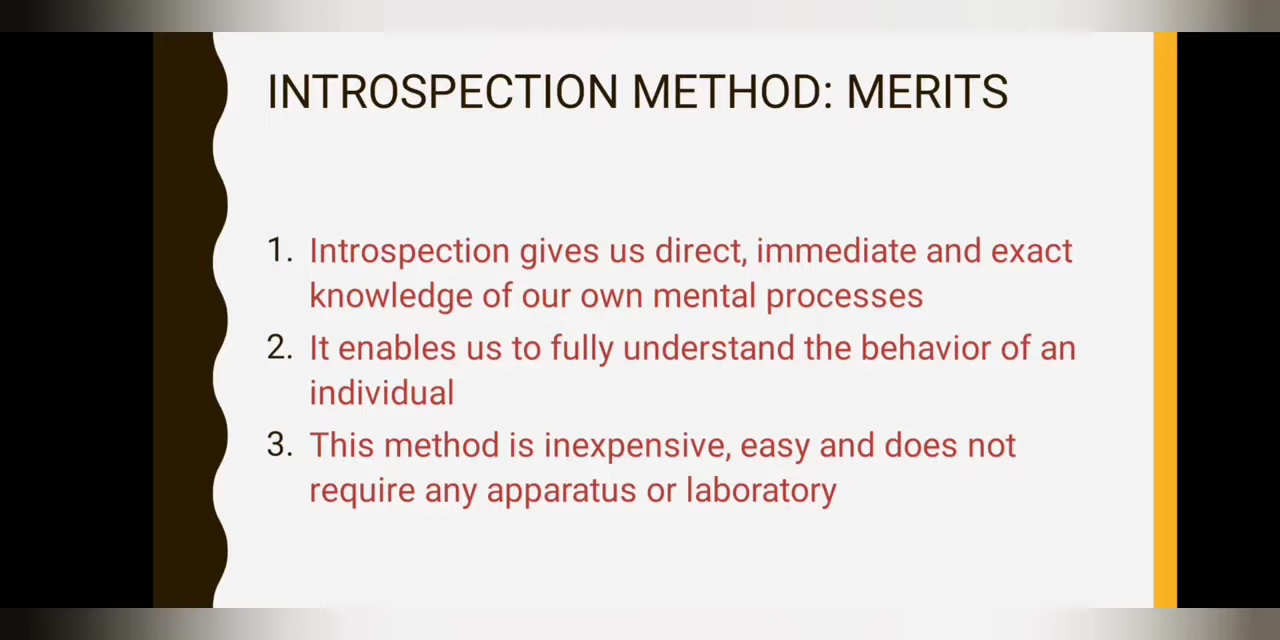 INTROSPECTION METHOD: MERITS
1. Introspection gives us direct, immediate and exact
knowledge of our own mental processes
2. It enables us to fully understand the behavior of an
individual
3. This method is inexpensive, easy and does not
require any apparatus or laboratory